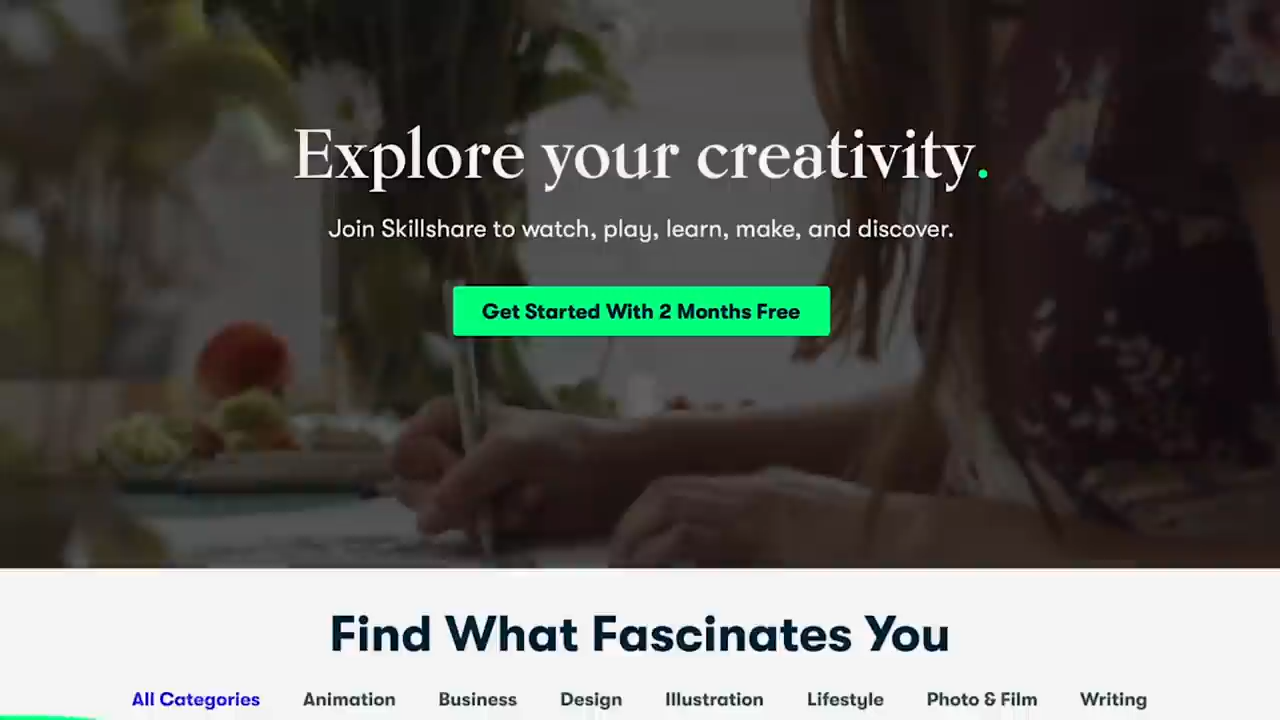 Explore your creativity.
Join Skillshare to watch, play, learn, make, and discover.
Get Started With 2 Months Free
Find What Fascinates You
All Categories Animation Business Design Illustration Lifestyle Photo & Film Writing